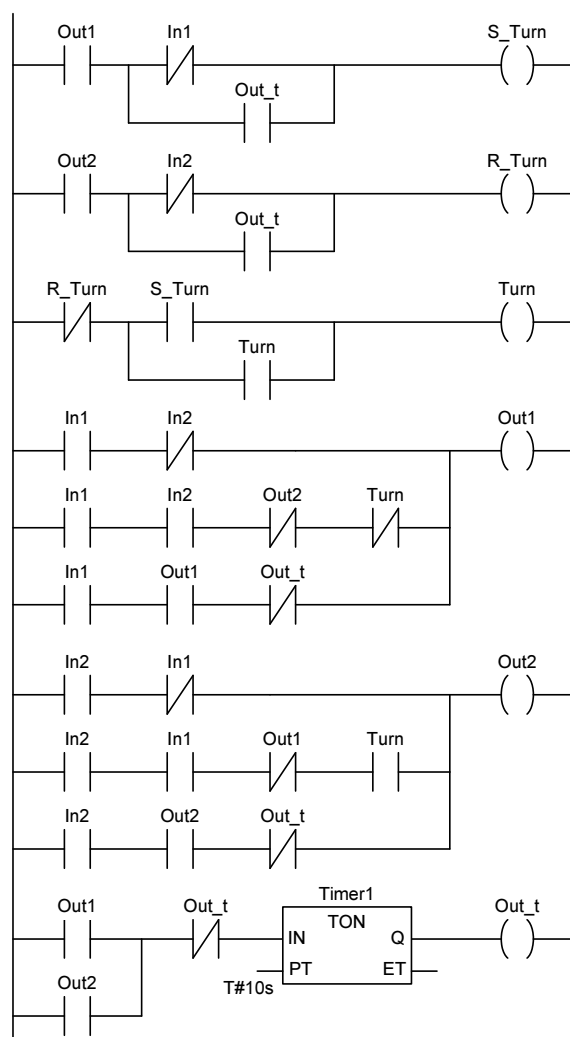 Out1 In1 S_Turn
Out_t
Out2 In2 R_Turn
Out_t
R_Turn S_Turn Turn
Turn
In1 In2 Out1
In1 In2 Out2 Turn
In1 Out1 Out_t
In2 In1 Out2
In2 In1 Out1 Turn
In2 Out2 Out_t
Timer1
Out1 Out_t TON Out_t
IN Q
PT ET
Out2 T#10s